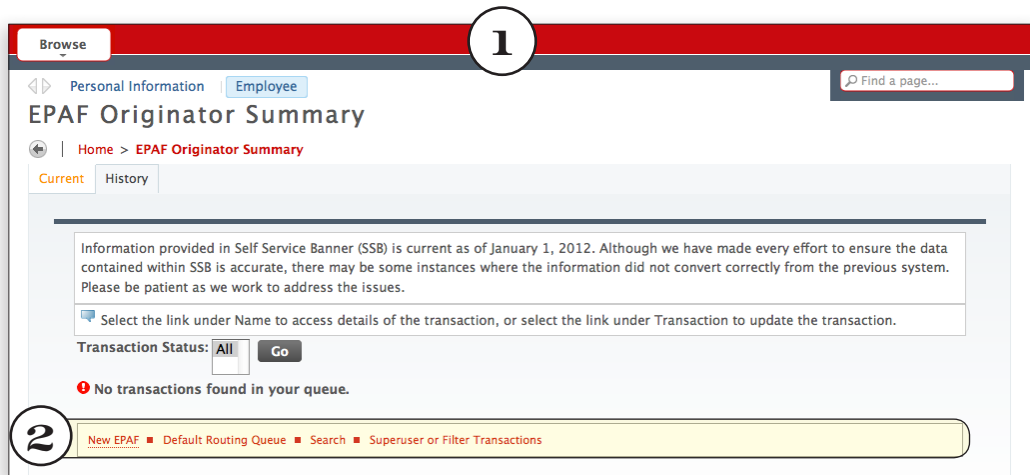 1
Browse
Personal Information | Employee
Find a page...
EPAF Originator Summary
| Home > EPAF Originator Summary
Current History
Information provided in Self Service Banner (SSB) is current as of January 1, 2012. Although we have made every effort to ensure the data
contained within SSB is accurate, there may be some instances where the information did not convert correctly from the previous system.
Please be patient as we work to address the issues.
Select the link under Name to access details of the transaction, or select the link under Transaction to update the transaction.
Transaction Status: All Go
No transactions found in your queue.
2
New EPAF ■ Default Routing Queue ■ Search ■ Superuser or Filter Transactions